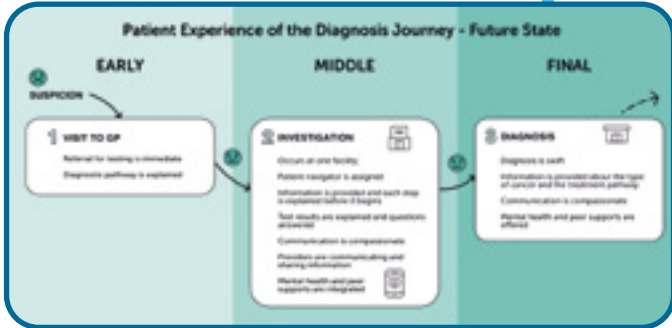 Patient Experience of the Diagnosis Journey - Future State
EARLY
MIDDLE
FINAL
SUSPICION
1 VISIT TO GP
Referral for testing is immediate
Diagnostic pathway is explained
2 INVESTIGATION
Occurs at one facility
Patient navigator is assigned
Information is provided and each step
is explained before it begins
Test results are explained and questions
answered
Communication is compassionate
Providers are communicating and
sharing information
Mental health and peer
supports are integrated
3 DIAGNOSIS
Diagnosis is swift
Information is provided about the type
of cancer and the treatment pathway
Communication is compassionate
Mental health and peer supports are
offered